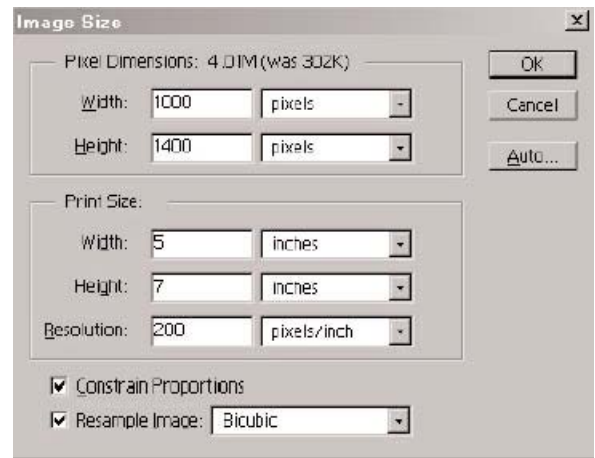 Image Size
Pixel Dimensions: 4.01M (was 302K)
Width: 1000 pixels
Height: 1400 pixels
Print Size:
Width: 5 inches
Height: 7 inches
Resolution: 200 pixels/inch
Constrain Proportions
Resample Image: Bicubic
OK
Cancel
Auto...